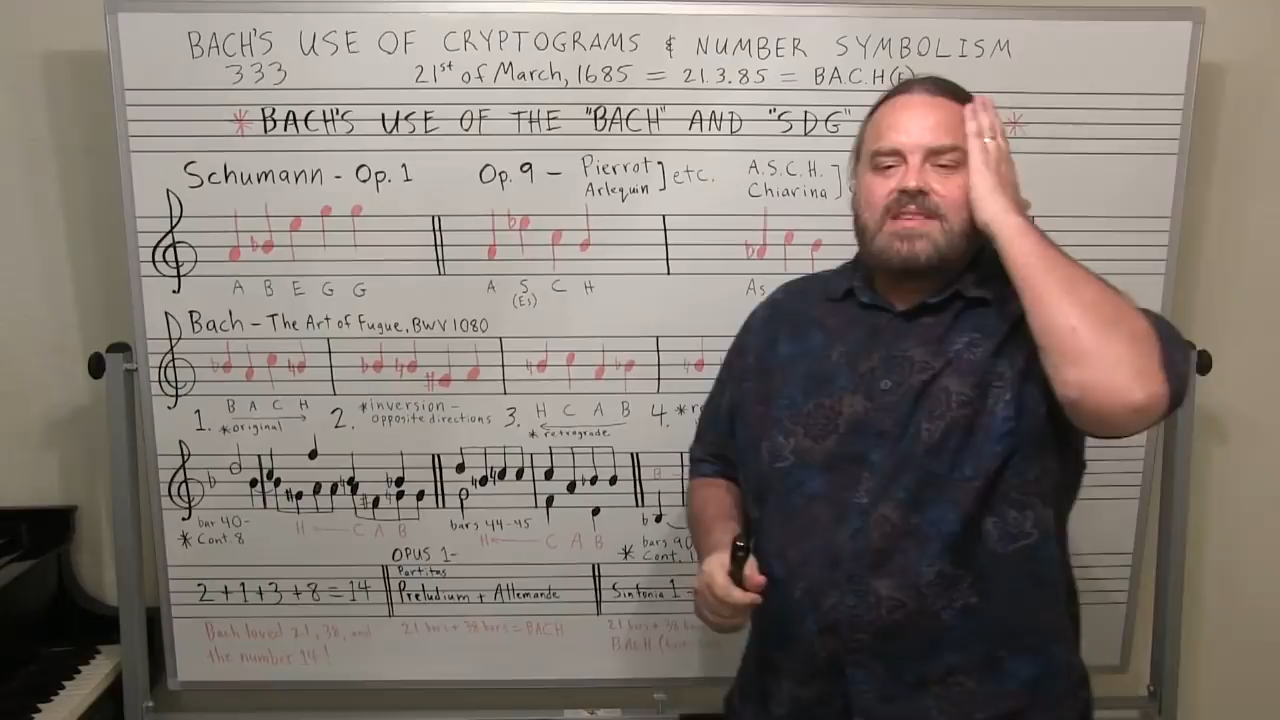 BACH'S USE OF CRYPTOGRAMS & NUMBER SYMBOLISM
333 21st of March, 1685 = 21.3.85 = BA.C.H(E)
* BACH'S USE OF THE "BACH" AND "SDG" *
Schumann - Op. 1 Op. 9 - Pierrot ] etc. A.S.C.H. ]
Arlequin Chiarina
A B E G G A S C H As
(Es)
Bach - The Art of Fugue, BWV 1080
B A C H *inversion - H C A B
1. *original 2. opposite directions 3. *retrograde 4.
bar 40- H C A B bars 44-45 H C A B bars 90
* Cont. 8 * Cont.
OPUS 1-
Partitas
2+1+3+8=14 Preludium + Allemande Sinfonia 1 -
Bach loved 21, 38, and 21 bars + 38 bars = BACH 21 bars + 38
the number 14! BACH